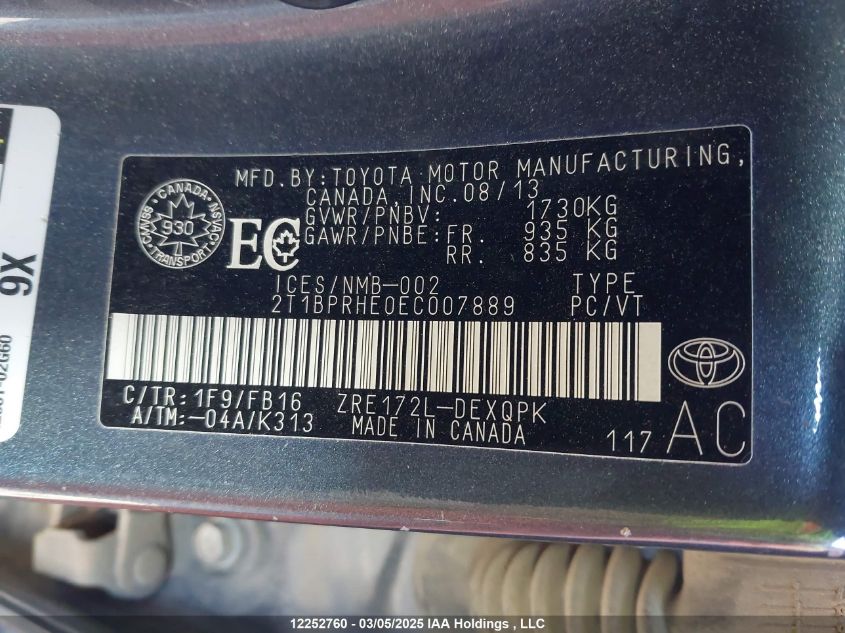 MFD.BY:TOYOTA MOTOR MANUFACTURING,
CANADA,INC.08/13
GVWR/PNBV: 1730KG
GAWR/PNBE:FR. 935 KG
RR. 835 KG
CANADA
CMVSS
NSVAC
930
TRANSPORT
EC
ICES/NMB-002 TYPE
2T1BPRHE0EC007889 PC/VT
C/TR:1F9/FB16 ZRE172L-DEXQPK
A/TM:-04A/K313 MADE IN CANADA
117 AC
9X
12252760 - 03/05/2025 IAA Holdings , LLC